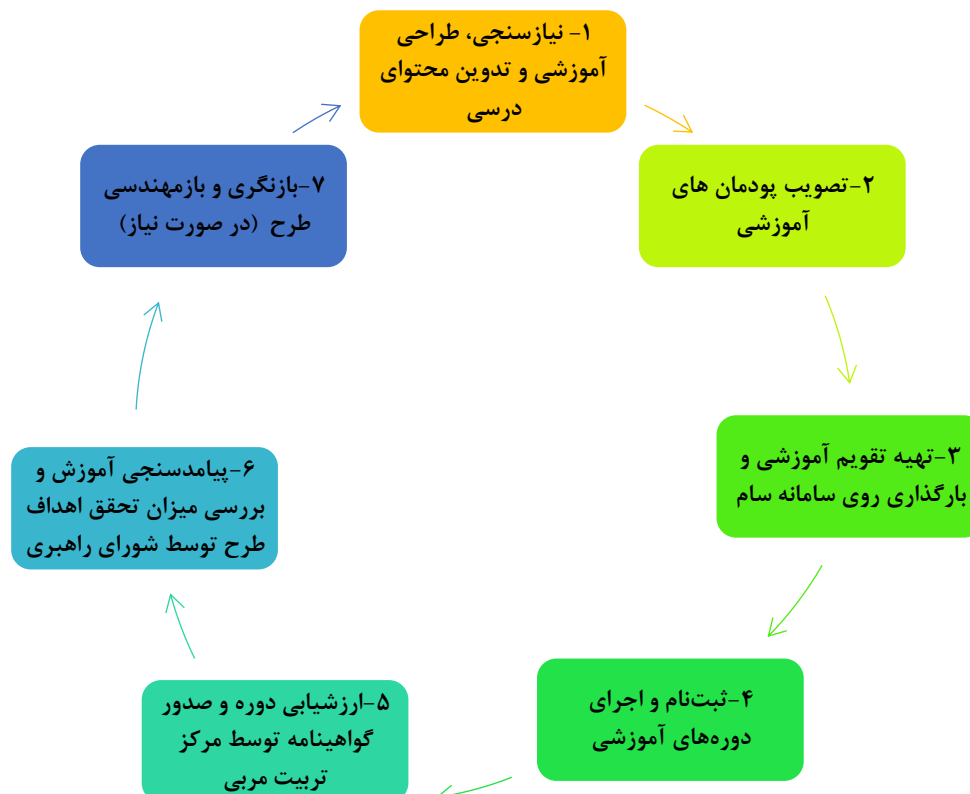 ۱- نیازسنجی، طراحی
آموزشی و تدوین محتوای
درسی
۲-تصویب پودمان های
آموزشی
۳-تهیه تقویم آموزشی و
بارگذاری روی سامانه سام
۴-ثبت‌نام و اجرای
دوره‌های آموزشی
۵-ارزشیابی دوره و صدور
گواهینامه توسط مرکز
تربیت مربی
۶-پیامدسنجی آموزش و
بررسی میزان تحقق اهداف
طرح توسط شورای راهبری
۷-بازنگری و بازمهندسی
طرح (در صورت نیاز)